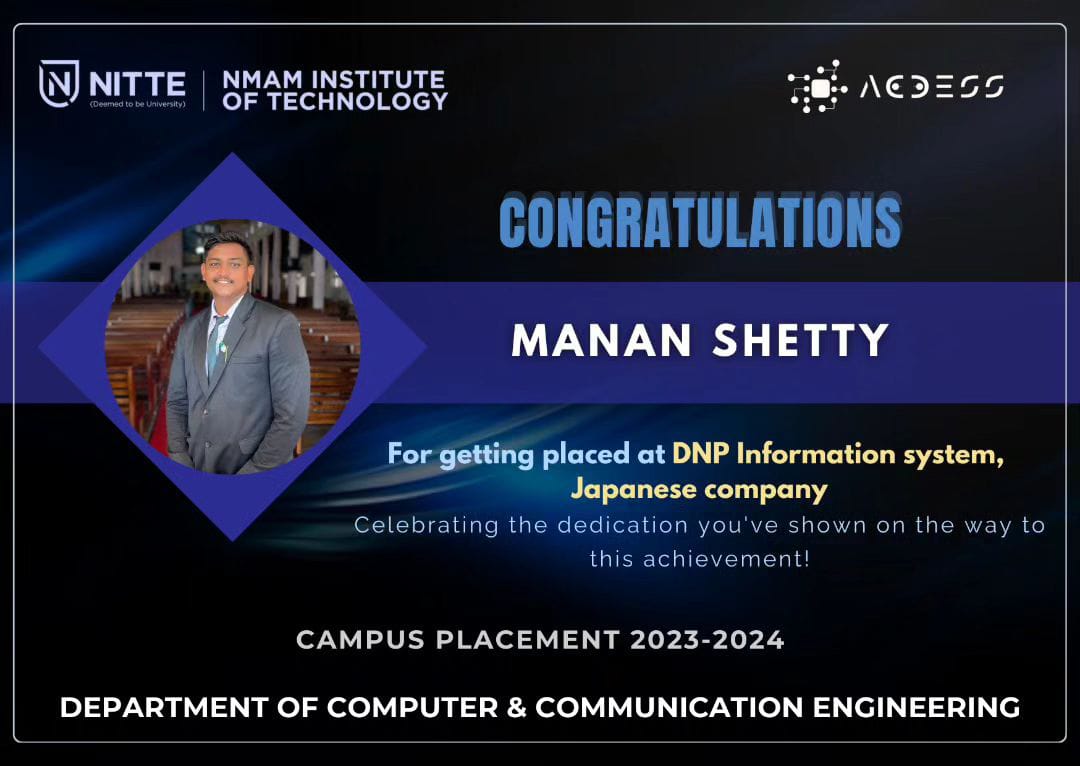 NITTE
(Deemed to be University)
NMAM INSTITUTE
OF TECHNOLOGY
ACCESS
CONGRATULATIONS
MANAN SHETTY
For getting placed at DNP Information system,
Japanese company
Celebrating the dedication you've shown on the way to
this achievement!
CAMPUS PLACEMENT 2023-2024
DEPARTMENT OF COMPUTER & COMMUNICATION ENGINEERING